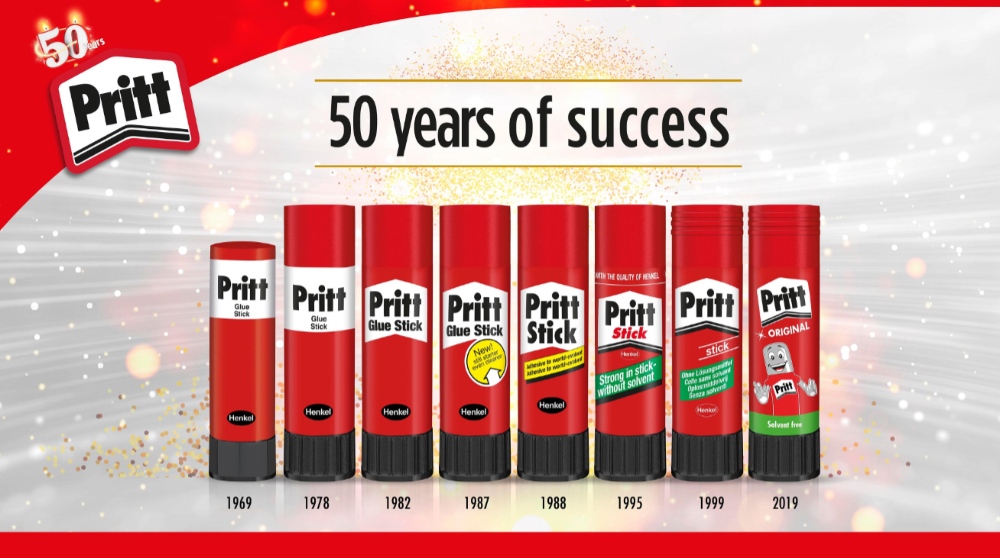 50
years
Pritt
50 years of success
Pritt
Glue
Stick
Henkel
Pritt
Glue
Stick
Henkel
Pritt
Glue Stick
Henkel
Pritt
Glue Stick
New!
still starter
even cleaner
Henkel
Pritt
Stick
Adhesive to world-evolved
Adhesive to world-evolved
Henkel
WITH THE QUALITY OF HENKEL
Pritt
Stick
Henkel
Strong in stick-
without solvent
Pritt
stick
Ohne Lösungsmittel
Colle sans solvant
Oplosmiddelvrij
Senza solventi
Henkel
Pritt
ORIGINAL
Pritt
Solvent free
1969
1978
1982
1987
1988
1995
1999
2019